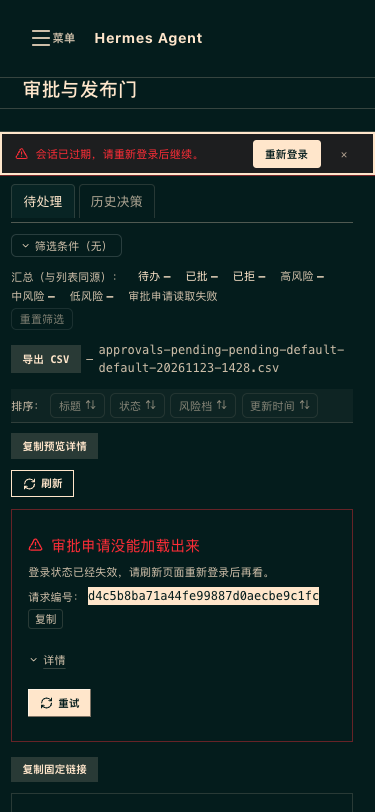 菜单 Hermes Agent
审批与发布门
会话已过期，请重新登录后继续。 重新登录 ×
待处理 历史决策
筛选条件（无）
汇总（与列表同源）： 待办 — 已批 — 已拒 — 高风险 —
中风险 — 低风险 — 审批申请读取失败
重置筛选
导出 CSV — approvals-pending-pending-default-
default-20261123-1428.csv
排序： 标题 状态 风险档 更新时间
复制预览详情
刷新
审批申请没能加载出来
登录状态已经失效，请刷新页面重新登录后再看。
请求编号： d4c5b8ba71a44fe99887d0aecbe9c1fc
复制
详情
重试
复制固定链接